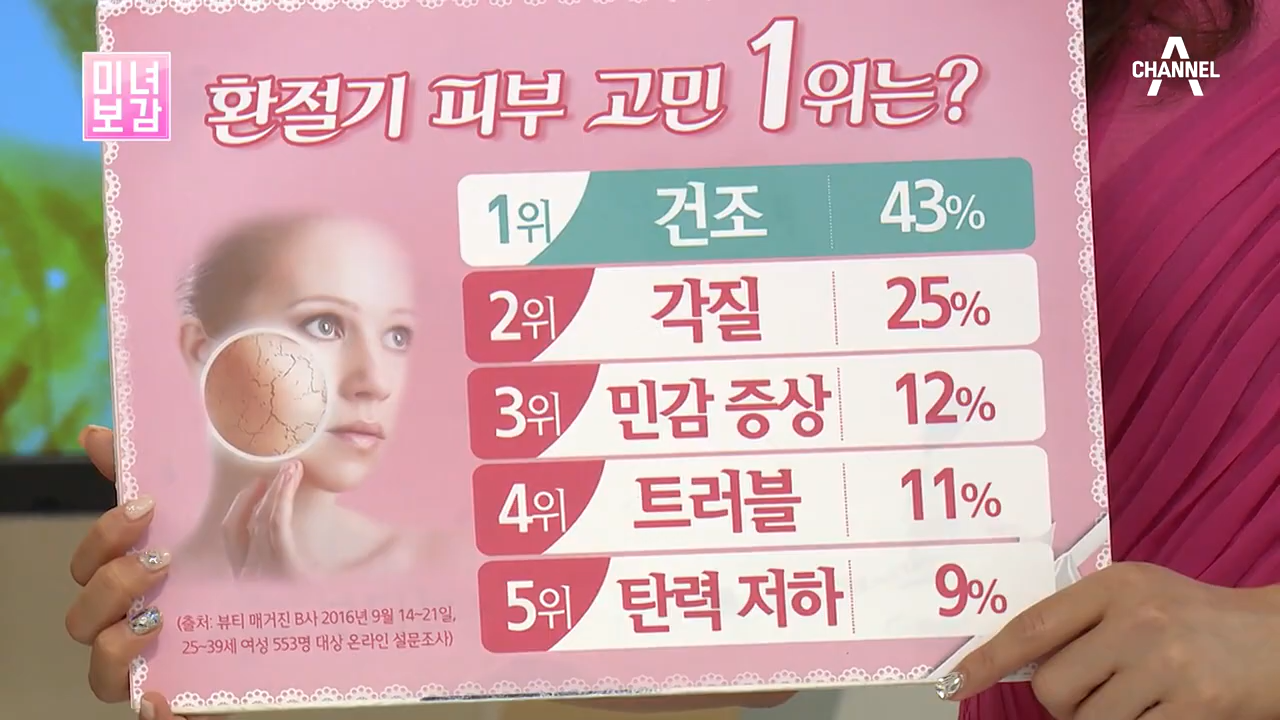 미녀
보감
CHANNEL A
환절기 피부 고민 1위는?
1위 건조 43%
2위 각질 25%
3위 민감 증상 12%
4위 트러블 11%
5위 탄력 저하 9%
(출처: 뷰티 매거진 B사 2016년 9월 14~21일,
25~39세 여성 553명 대상 온라인 설문조사)